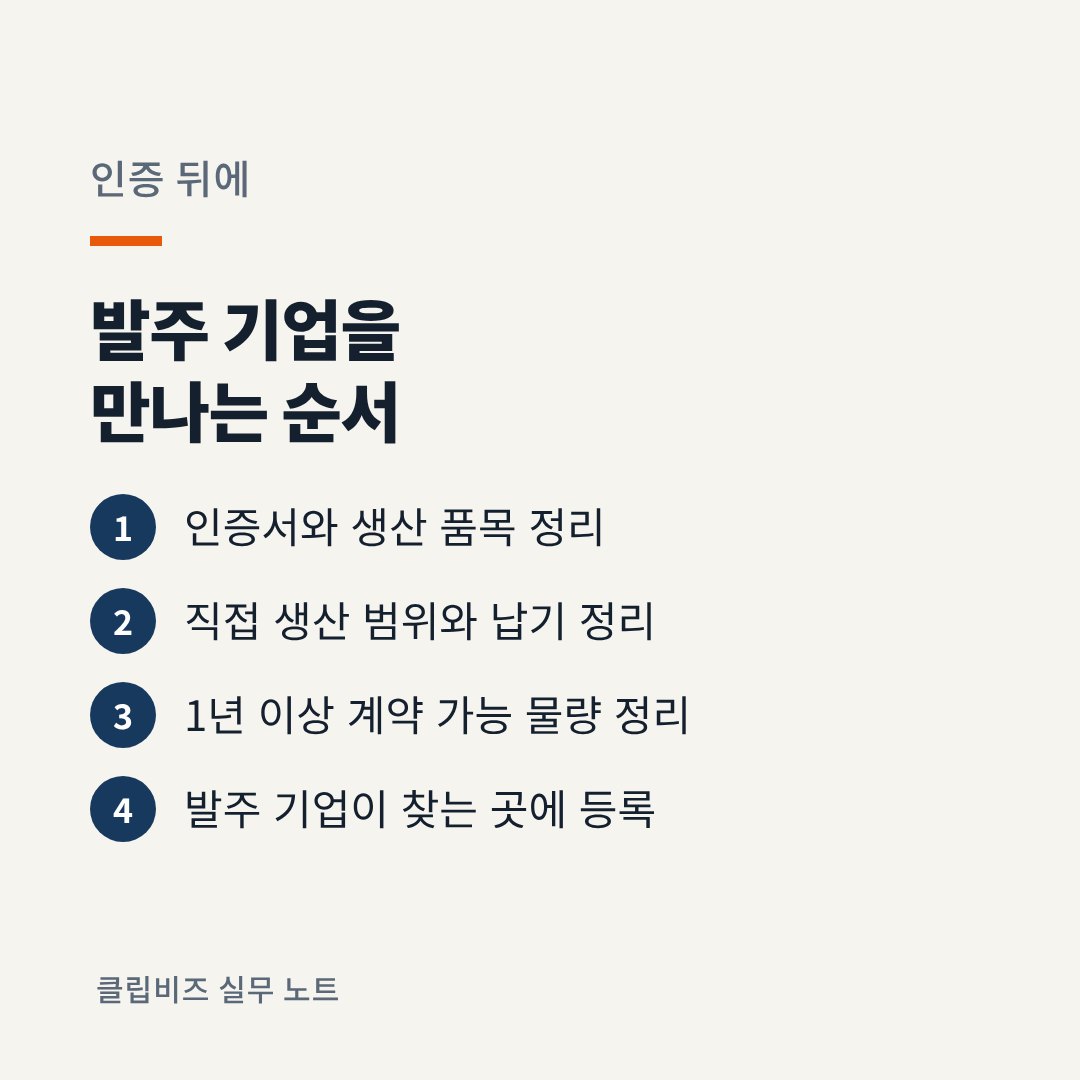 인증 뒤에
발주 기업을
만나는 순서
1 인증서와 생산 품목 정리
2 직접 생산 범위와 납기 정리
3 1년 이상 계약 가능 물량 정리
4 발주 기업이 찾는 곳에 등록
클립비즈 실무 노트